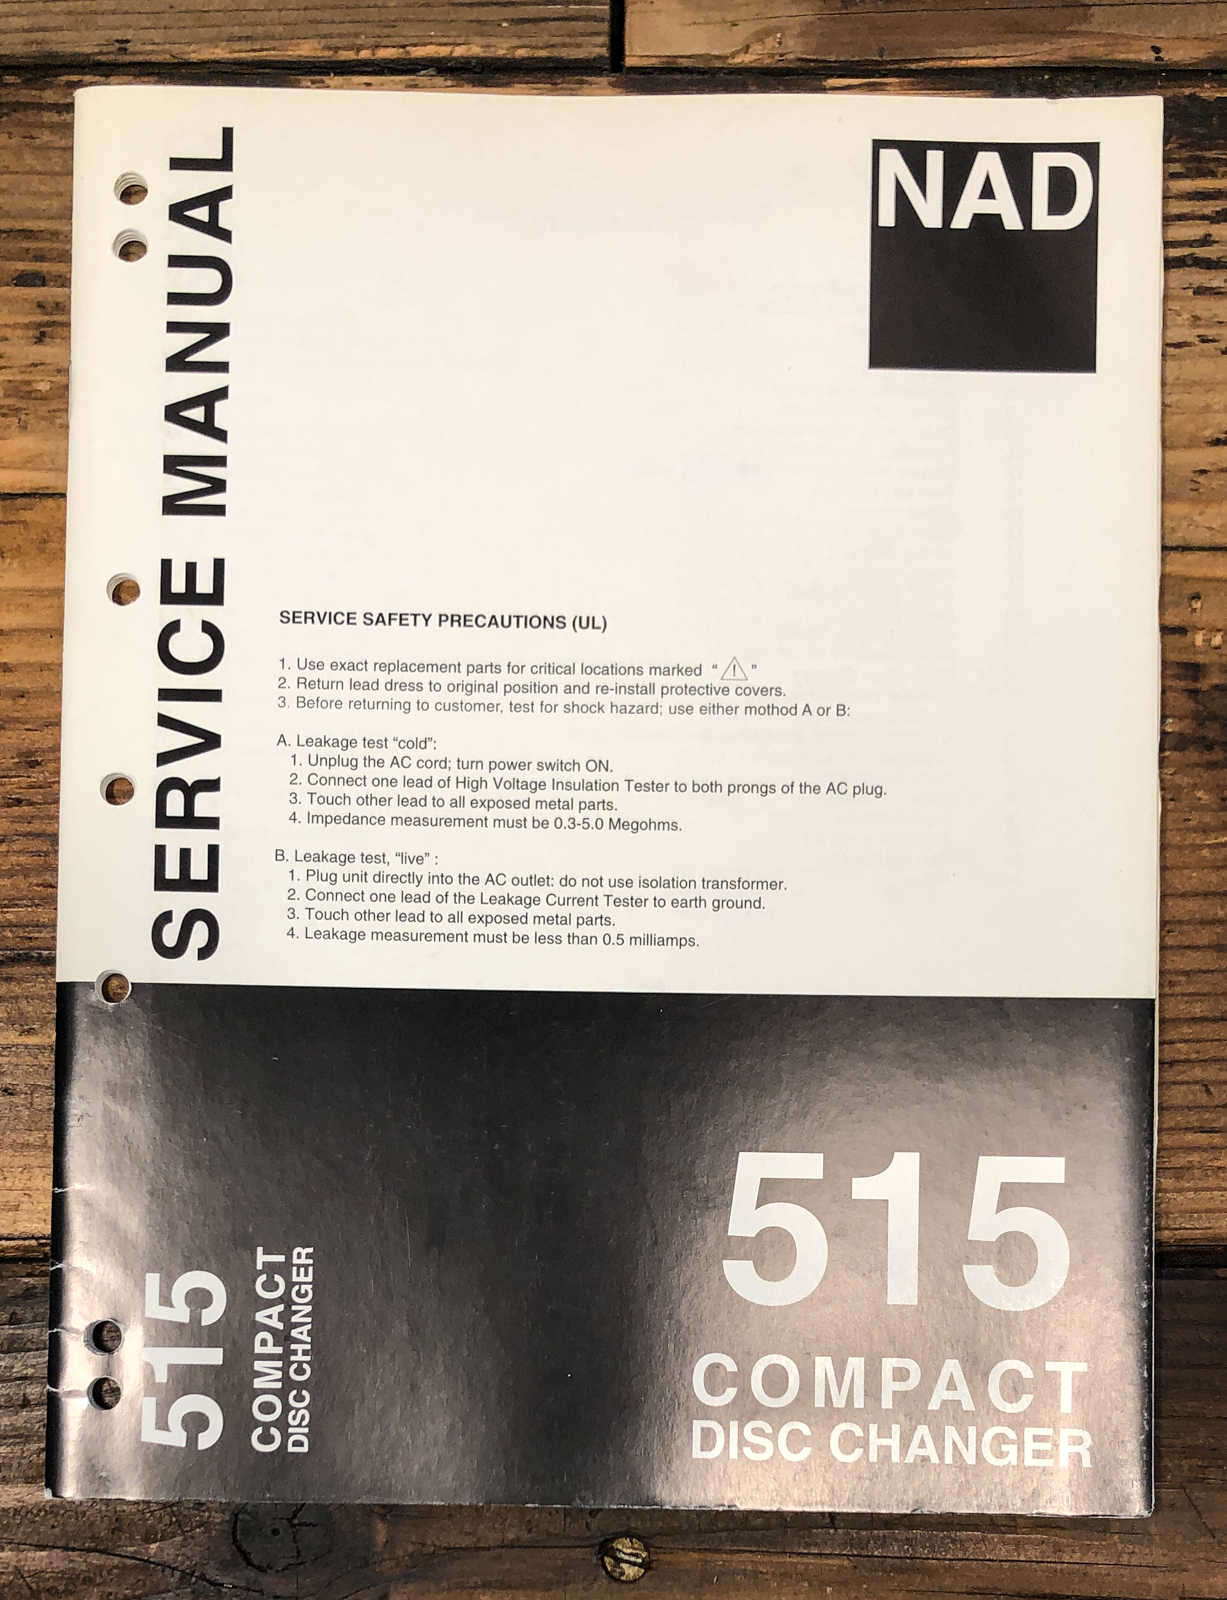 NAD
SERVICE MANUAL
SERVICE SAFETY PRECAUTIONS (UL)
1. Use exact replacement parts for critical locations marked “ ⚠ ”
2. Return lead dress to original position and re-install protective covers.
3. Before returning to customer, test for shock hazard; use either mothod A or B:
A. Leakage test “cold”:
1. Unplug the AC cord; turn power switch ON.
2. Connect one lead of High Voltage Insulation Tester to both prongs of the AC plug.
3. Touch other lead to all exposed metal parts.
4. Impedance measurement must be 0.3-5.0 Megohms.
B. Leakage test, “live” :
1. Plug unit directly into the AC outlet: do not use isolation transformer.
2. Connect one lead of the Leakage Current Tester to earth ground.
3. Touch other lead to all exposed metal parts.
4. Leakage measurement must be less than 0.5 milliamps.
515
COMPACT
DISC CHANGER
515
COMPACT
DISC CHANGER